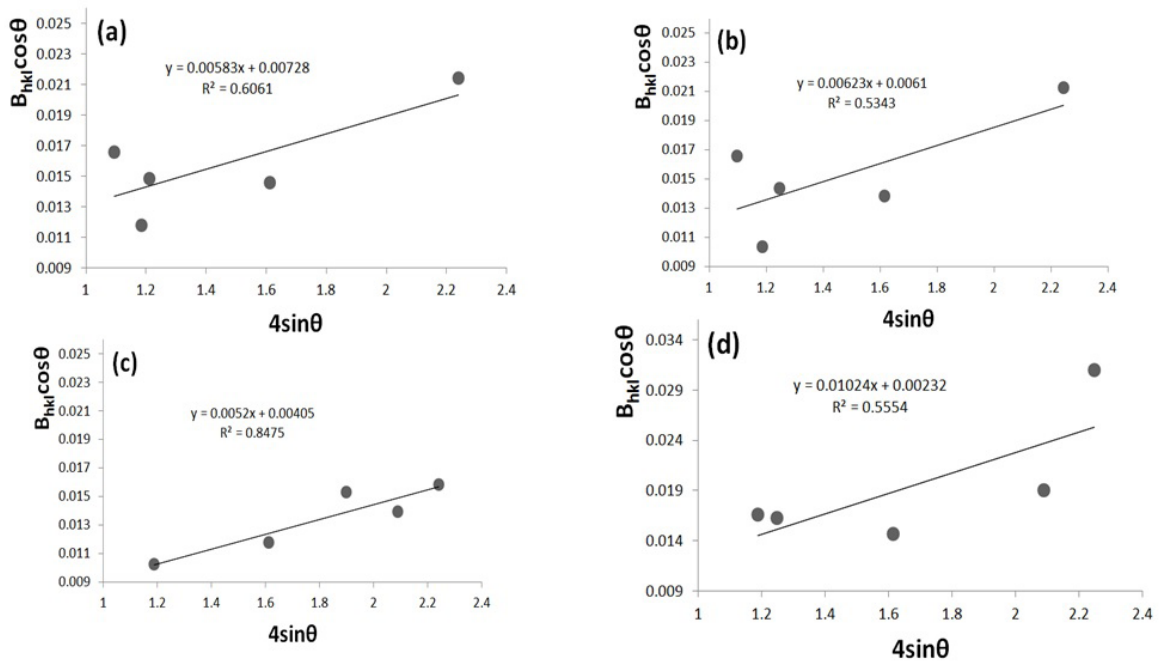 (a)
y = 0.00583x + 0.00728
R² = 0.6061
B_hkl cosθ
0.025
0.023
0.021
0.019
0.017
0.015
0.013
0.011
0.009
1 1.2 1.4 1.6 1.8 2 2.2 2.4
4sinθ
(b)
y = 0.00623x + 0.0061
R² = 0.5343
B_hkl cosθ
0.025
0.023
0.021
0.019
0.017
0.015
0.013
0.011
0.009
1 1.2 1.4 1.6 1.8 2 2.2 2.4
4sinθ
(c)
y = 0.0052x + 0.00405
R² = 0.8475
B_hkl cosθ
0.025
0.023
0.021
0.019
0.017
0.015
0.013
0.011
0.009
1 1.2 1.4 1.6 1.8 2 2.2 2.4
4sinθ
(d)
y = 0.01024x + 0.00232
R² = 0.5554
B_hkl cosθ
0.034
0.029
0.024
0.019
0.014
0.009
1 1.2 1.4 1.6 1.8 2 2.2 2.4
4sinθ